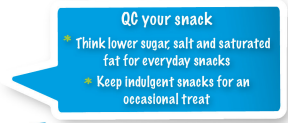 QC your snack
* Think lower sugar, salt and saturated
fat for everyday snacks
* Keep indulgent snacks for an
occasional treat